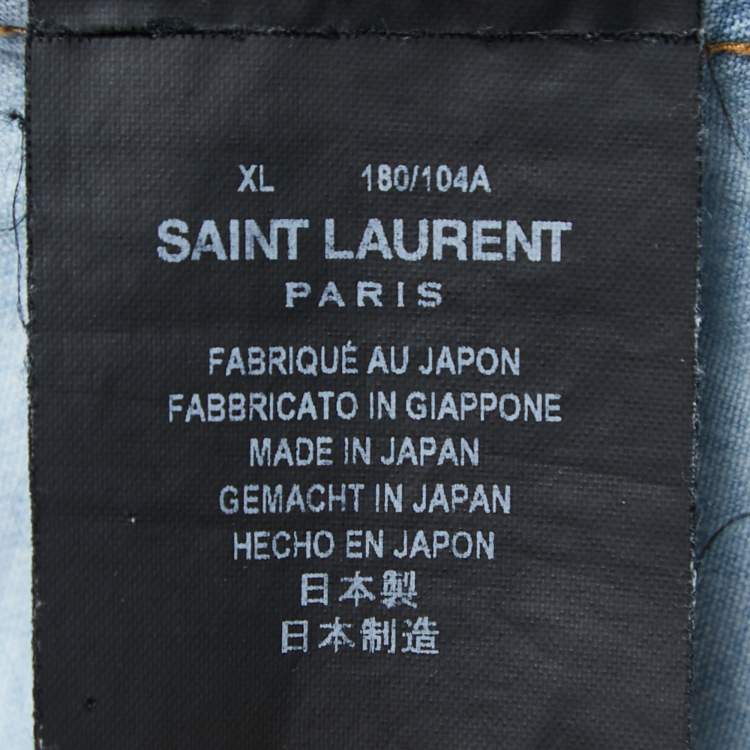 XL 180/104A
SAINT LAURENT
PARIS
FABRIQUÉ AU JAPON
FABBRICATO IN GIAPPONE
MADE IN JAPAN
GEMACHT IN JAPAN
HECHO EN JAPON
日本製
日本制造